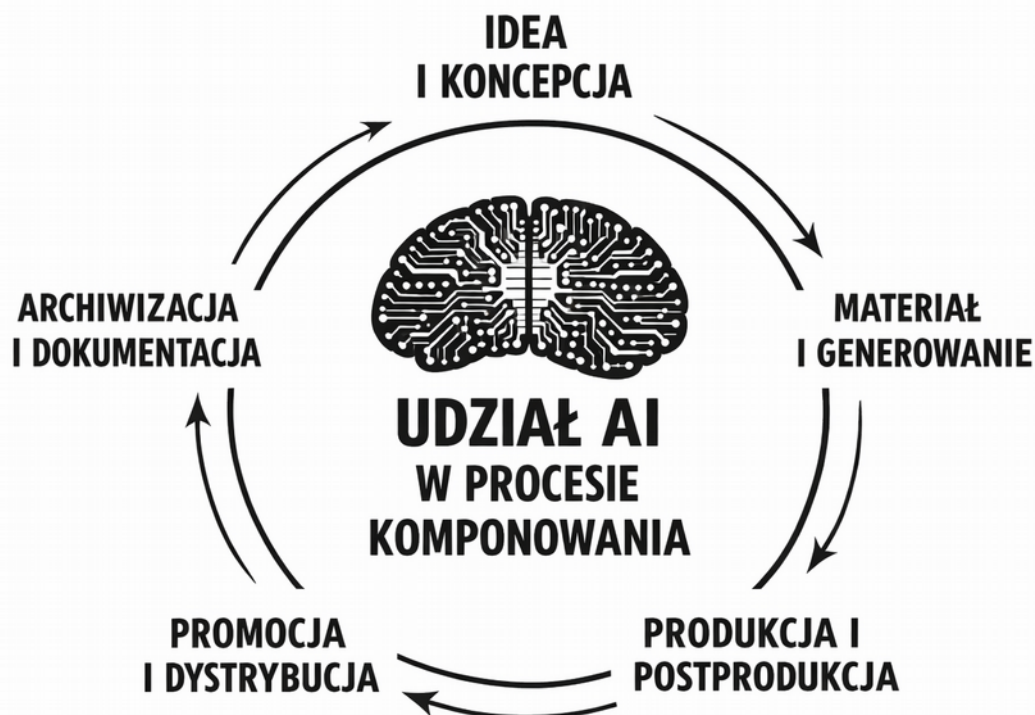 IDEA
I KONCEPCJA
ARCHIWIZACJA
I DOKUMENTACJA
MATERIAŁ
I GENEROWANIE
UDZIAŁ AI
W PROCESIE
KOMPONOWANIA
PROMOCJA
I DYSTRYBUCJA
PRODUKCJA I
POSTPRODUKCJA